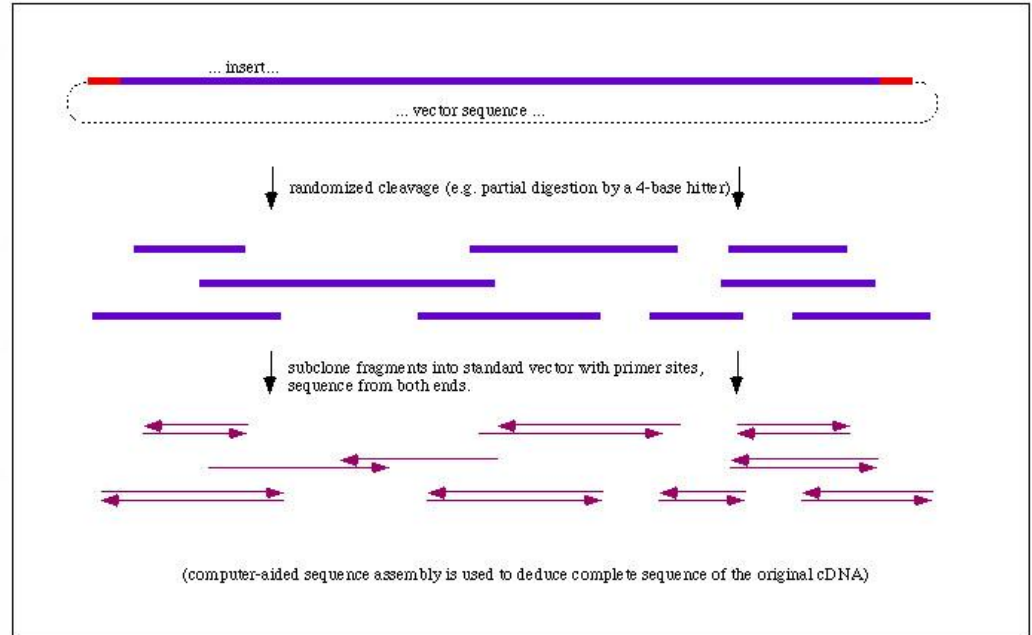 ... insert...
... vector sequence ...
randomized cleavage (e.g. partial digestion by a 4-base hitter)
subclone fragments into standard vector with primer sites,
sequence from both ends.
(computer-aided sequence assembly is used to deduce complete sequence of the original cDNA)